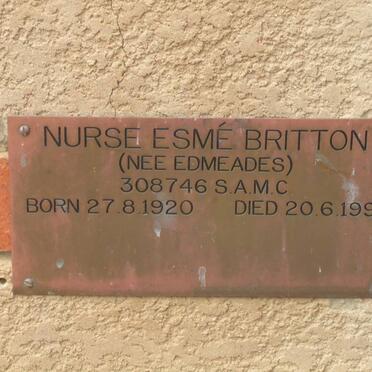 NURSE ESMÉ BRITTON
(NEE EDMEADES)
308746 S.A.M.C
BORN 27.8.1920 DIED 20.6.199